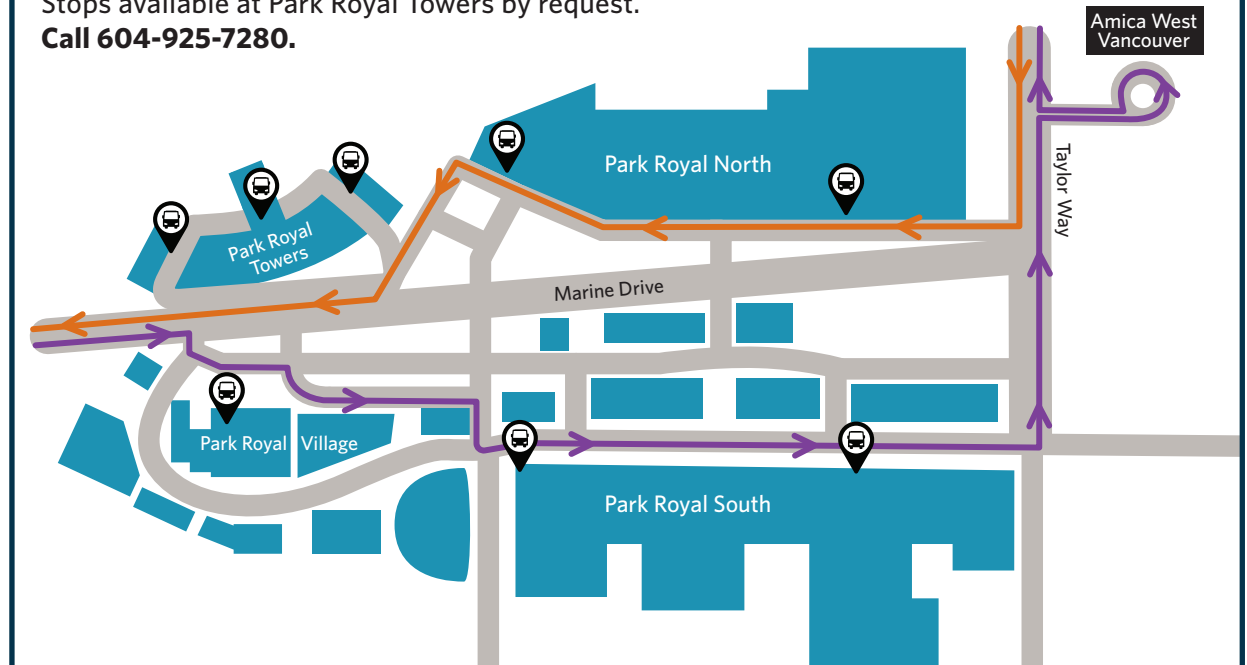 Stops available at Park Royal Towers by request.
Call 604-925-7280.
Amica West
Vancouver
Park Royal North
Taylor Way
Park Royal
Towers
Marine Drive
Park Royal Village
Park Royal South